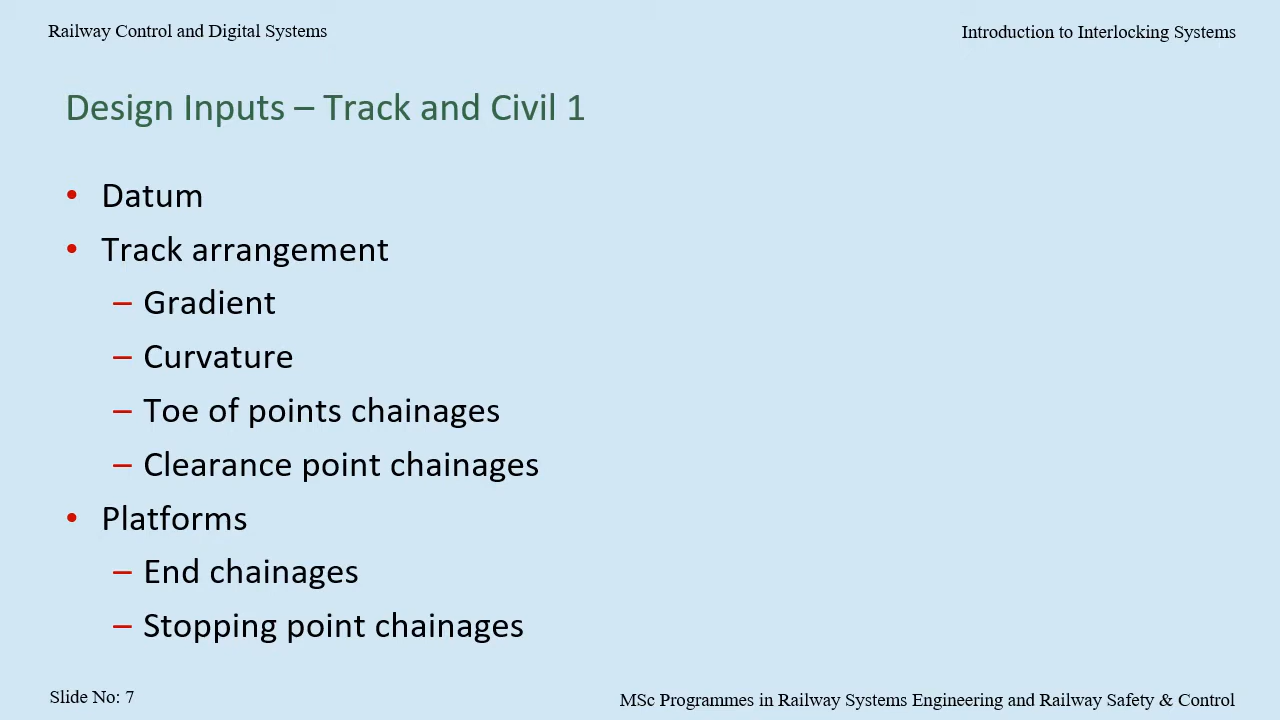 Railway Control and Digital Systems
Introduction to Interlocking Systems
Design Inputs – Track and Civil 1
• Datum
• Track arrangement
– Gradient
– Curvature
– Toe of points chainages
– Clearance point chainages
• Platforms
– End chainages
– Stopping point chainages
Slide No: 7
MSc Programmes in Railway Systems Engineering and Railway Safety & Control